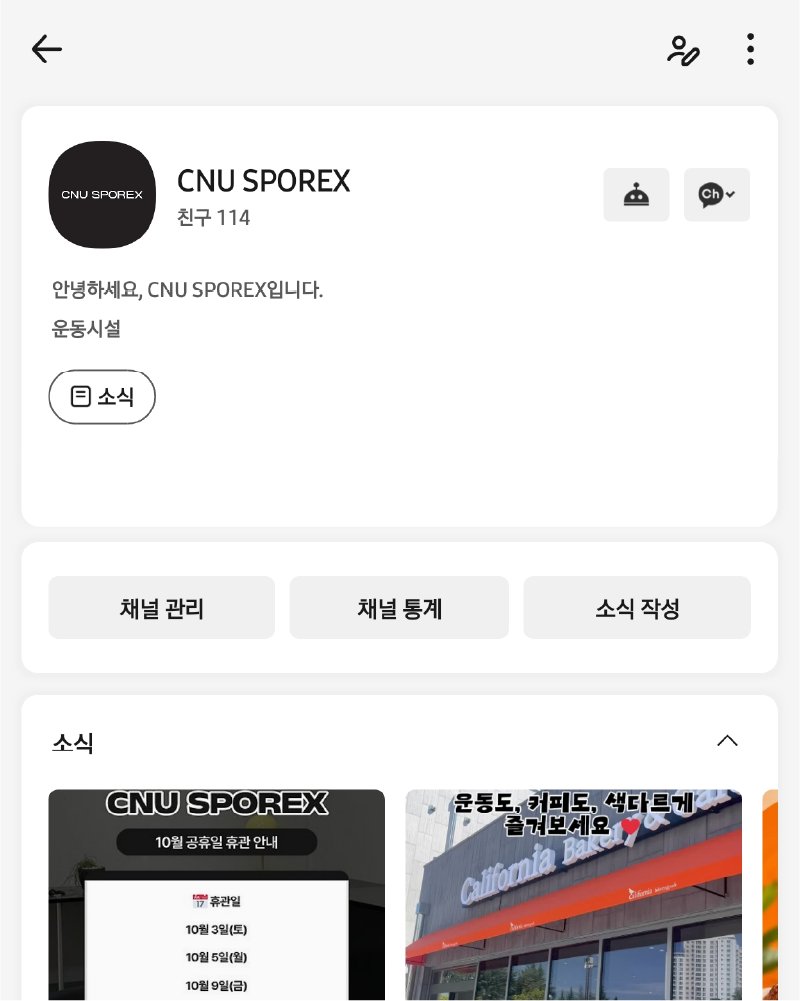 CNU SPOREX
CNU SPOREX
친구 114
Ch
안녕하세요, CNU SPOREX입니다.
운동시설
소식
채널 관리
채널 통계
소식 작성
소식
CNU SPOREX
10월 공휴일 휴관 안내
17 휴관일
10월 3일(토)
10월 5일(월)
10월 9일(금)
운동도, 커피도, 색다르게
즐겨보세요
California Bakery &
California